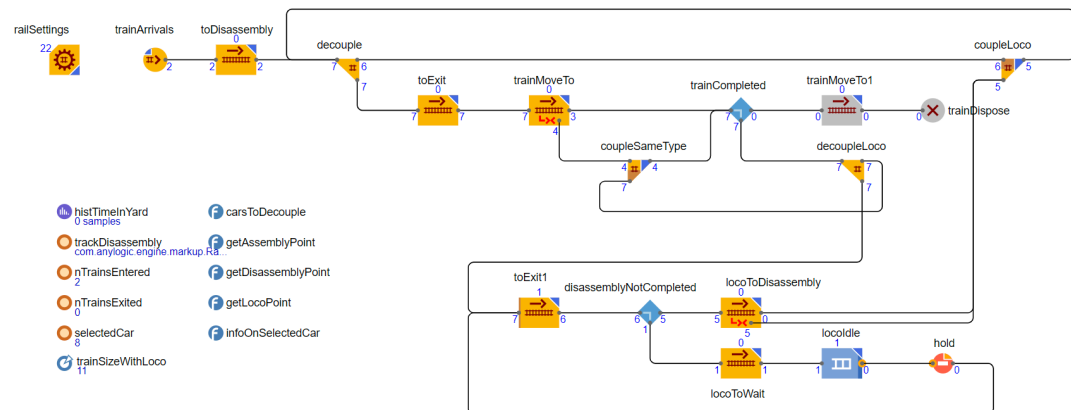 railSettings
22
trainArrivals
2
toDisassembly
0
2
2
decouple
7
6
7
coupleLoco
6
5
5
toExit
0
7
7
trainMoveTo
0
7
3
4
trainCompleted
7
0
7
trainMoveTo1
0
0
0
0
trainDispose
coupleSameType
4
4
7
decoupleLoco
7
7
7
histTimeInYard
0 samples
F carsToDecouple
trackDisassembly
com.anylogic.engine.markup.Ra...
F getAssemblyPoint
nTrainsEntered
2
F getDisassemblyPoint
nTrainsExited
0
F getLocoPoint
selectedCar
8
F infoOnSelectedCar
trainSizeWithLoco
11
toExit1
1
7
6
disassemblyNotCompleted
6
5
1
locoToDisassembly
0
5
0
5
0
1
1
locoToWait
locoIdle
1
1
0
hold
0